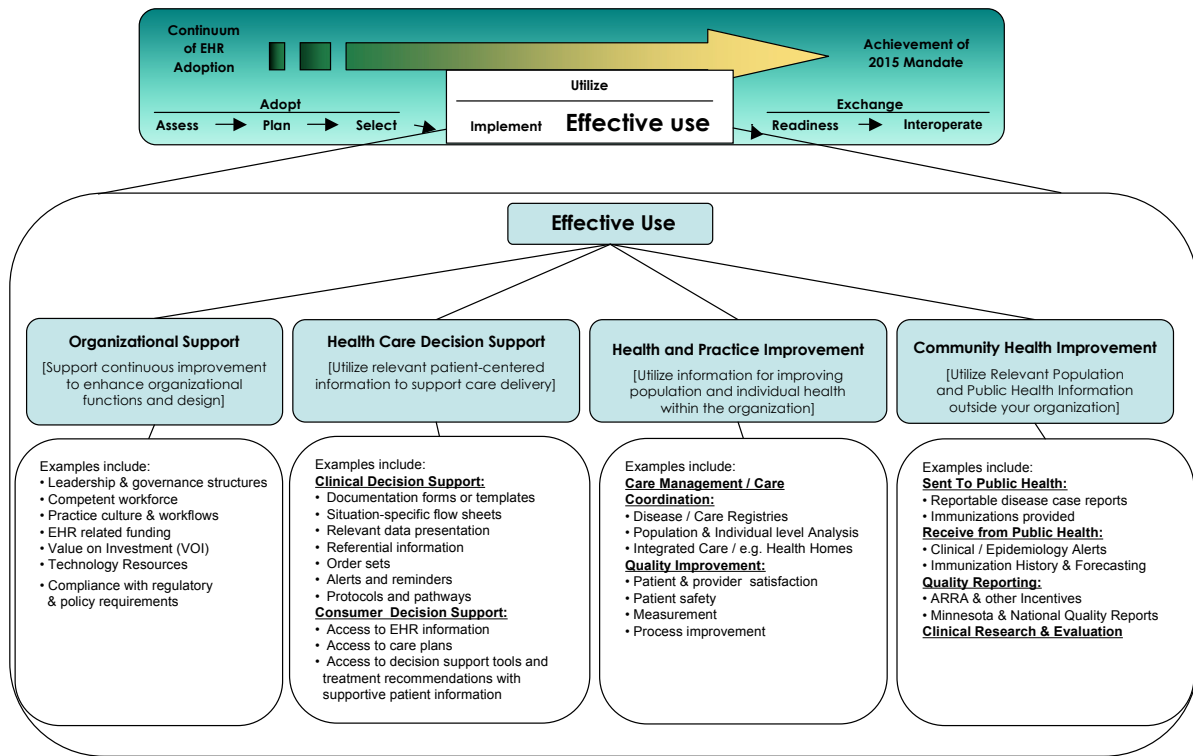 Continuum
of EHR
Adoption
Achievement of
2015 Mandate
Adopt
Assess
Plan
Select
Utilize
Implement
Effective use
Exchange
Readiness
Interoperate
Effective Use
Organizational Support
[Support continuous improvement
to enhance organizational
functions and design]
Examples include:
• Leadership & governance structures
• Competent workforce
• Practice culture & workflows
• EHR related funding
• Value on Investment (VOI)
• Technology Resources
• Compliance with regulatory
& policy requirements
Health Care Decision Support
[Utilize relevant patient-centered
information to support care delivery]
Examples include:
Clinical Decision Support:
• Documentation forms or templates
• Situation-specific flow sheets
• Relevant data presentation
• Referential information
• Order sets
• Alerts and reminders
• Protocols and pathways
Consumer Decision Support:
• Access to EHR information
• Access to care plans
• Access to decision support tools and
treatment recommendations with
supportive patient information
Health and Practice Improvement
[Utilize information for improving
population and individual health
within the organization]
Examples include:
Care Management / Care
Coordination:
• Disease / Care Registries
• Population & Individual level Analysis
• Integrated Care / e.g. Health Homes
Quality Improvement:
• Patient & provider satisfaction
• Patient safety
• Measurement
• Process improvement
Community Health Improvement
[Utilize Relevant Population
and Public Health Information
outside your organization]
Examples include:
Sent To Public Health:
• Reportable disease case reports
• Immunizations provided
Receive from Public Health:
• Clinical / Epidemiology Alerts
• Immunization History & Forecasting
Quality Reporting:
• ARRA & other Incentives
• Minnesota & National Quality Reports
Clinical Research & Evaluation